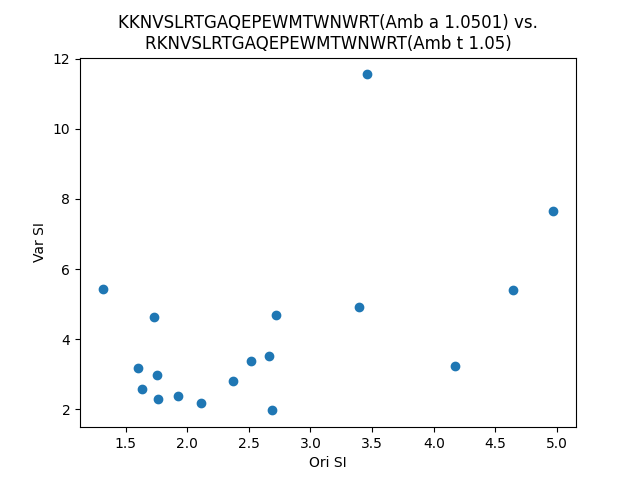 KKNVSLRTGAQEPEWMTWNWRT(Amb a 1.0501) vs.
RKNVSLRTGAQEPEWMTWNWRT(Amb t 1.05)
12
10
8
6
4
2
Var SI
1.5 2.0 2.5 3.0 3.5 4.0 4.5 5.0
Ori SI